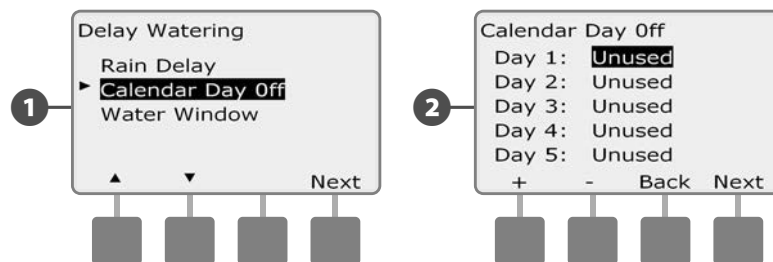 Delay Watering
Rain Delay
► Calendar Day Off
Water Window
▲ ▼ Next
1
Calendar Day Off
Day 1: Unused
Day 2: Unused
Day 3: Unused
Day 4: Unused
Day 5: Unused
+ - Back Next
2